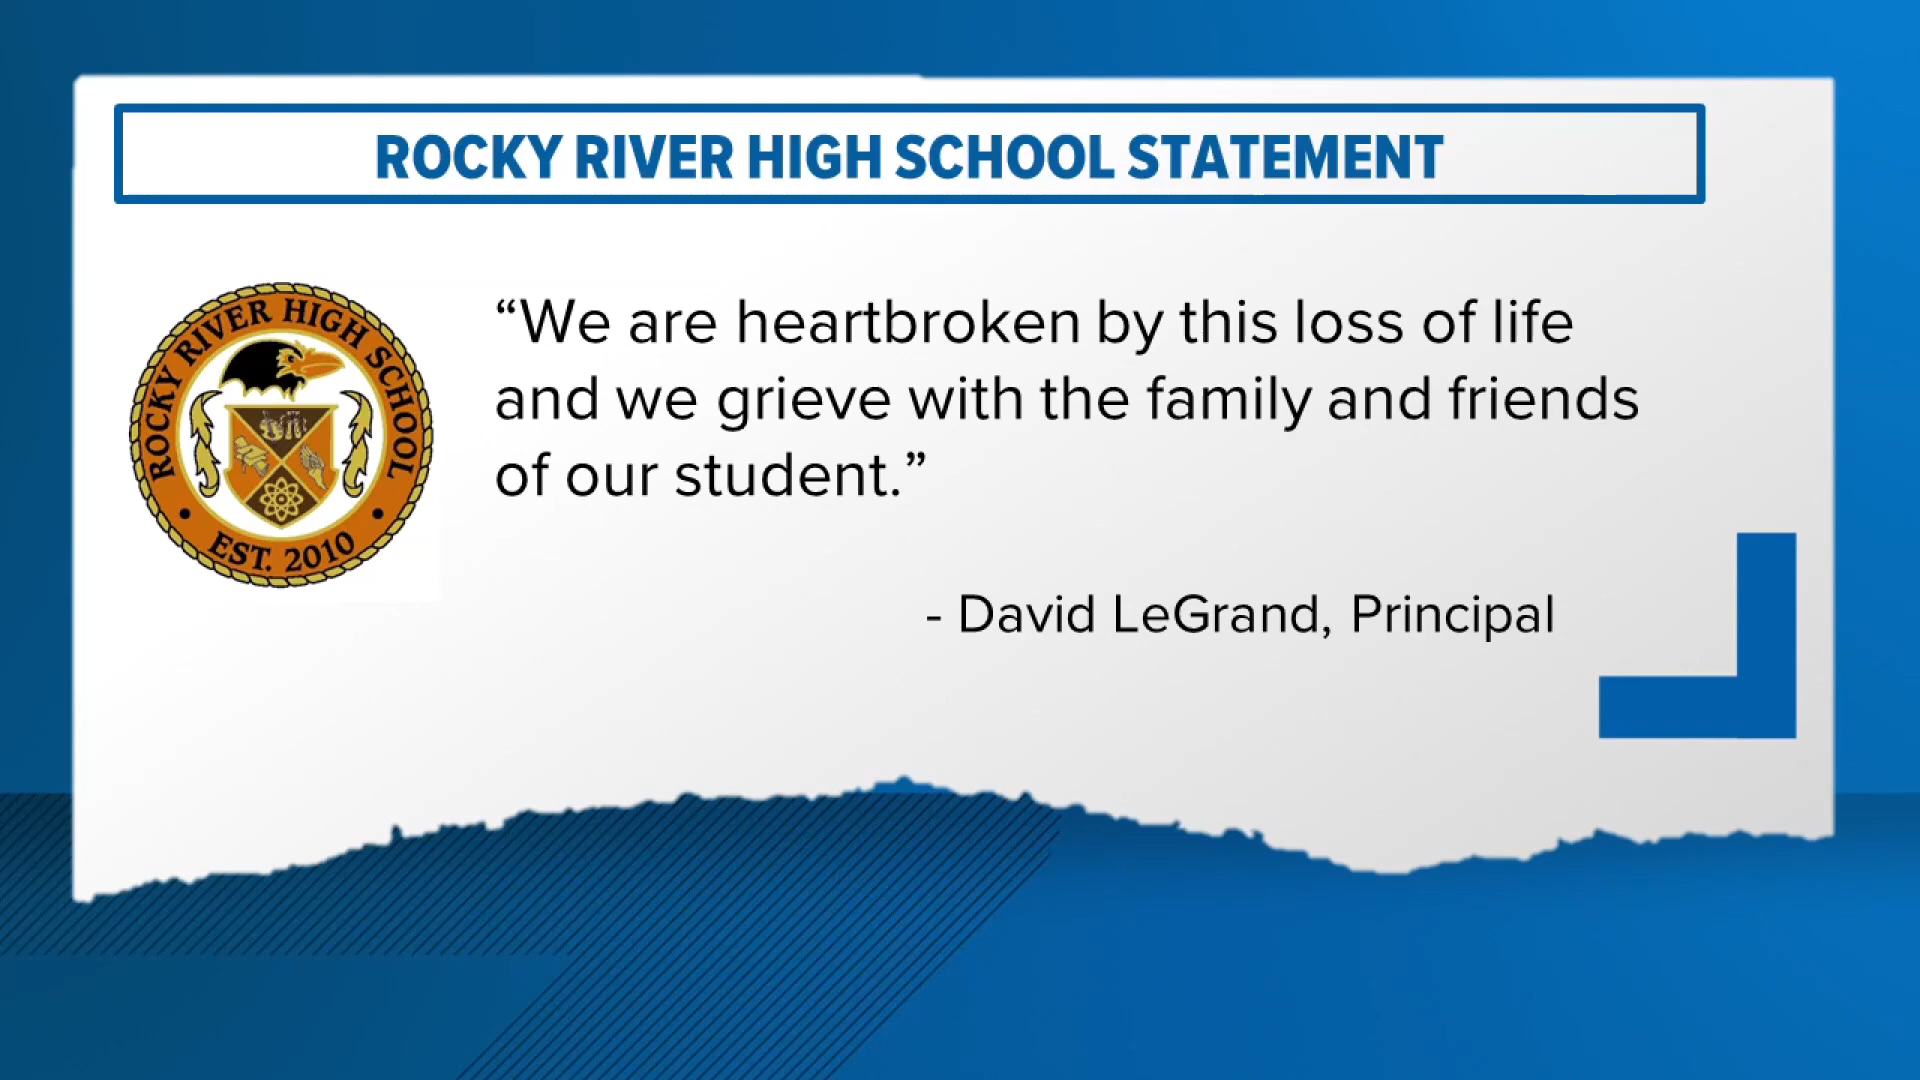 ROCKY RIVER HIGH SCHOOL STATEMENT
ROCKY RIVER HIGH SCHOOL
EST. 2010
“We are heartbroken by this loss of life
and we grieve with the family and friends
of our student.”
- David LeGrand, Principal